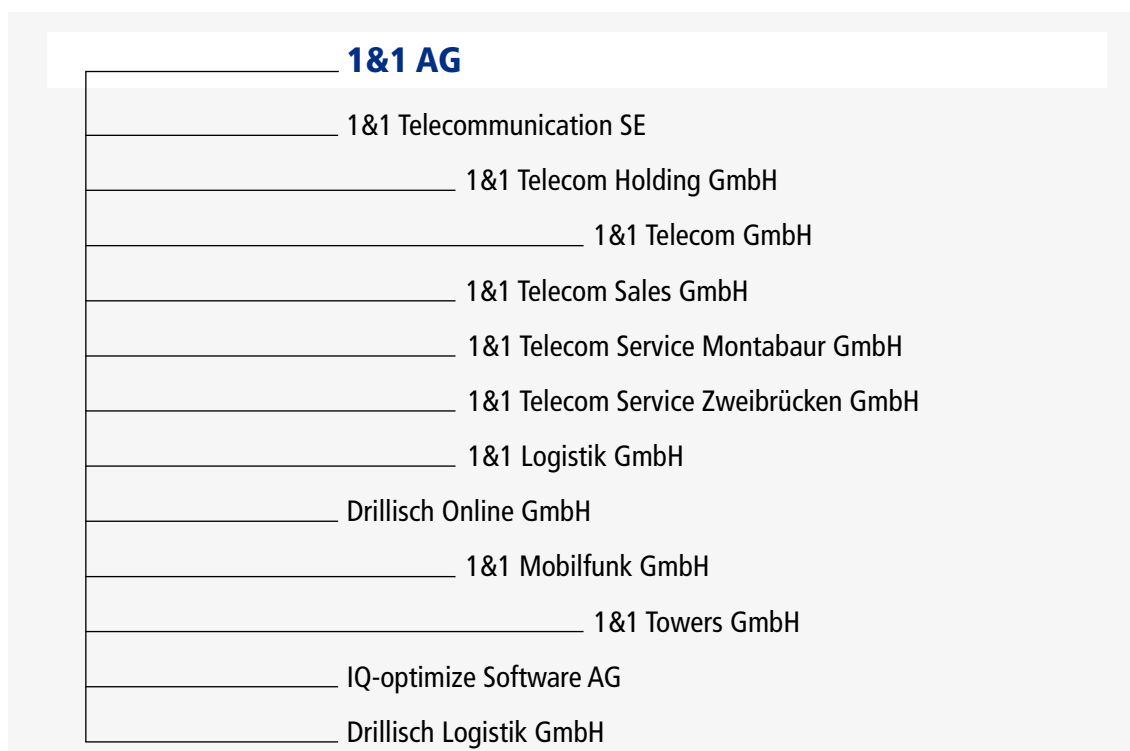 1&1 AG
1&1 Telecommunication SE
1&1 Telecom Holding GmbH
1&1 Telecom GmbH
1&1 Telecom Sales GmbH
1&1 Telecom Service Montabaur GmbH
1&1 Telecom Service Zweibrücken GmbH
1&1 Logistik GmbH
Drillisch Online GmbH
1&1 Mobilfunk GmbH
1&1 Towers GmbH
IQ-optimize Software AG
Drillisch Logistik GmbH